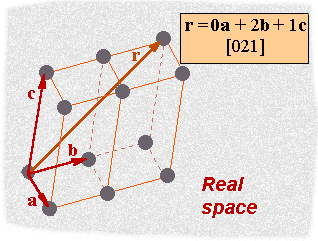 r = 0a + 2b + 1c
[021]
r
c
b
a
Real
space